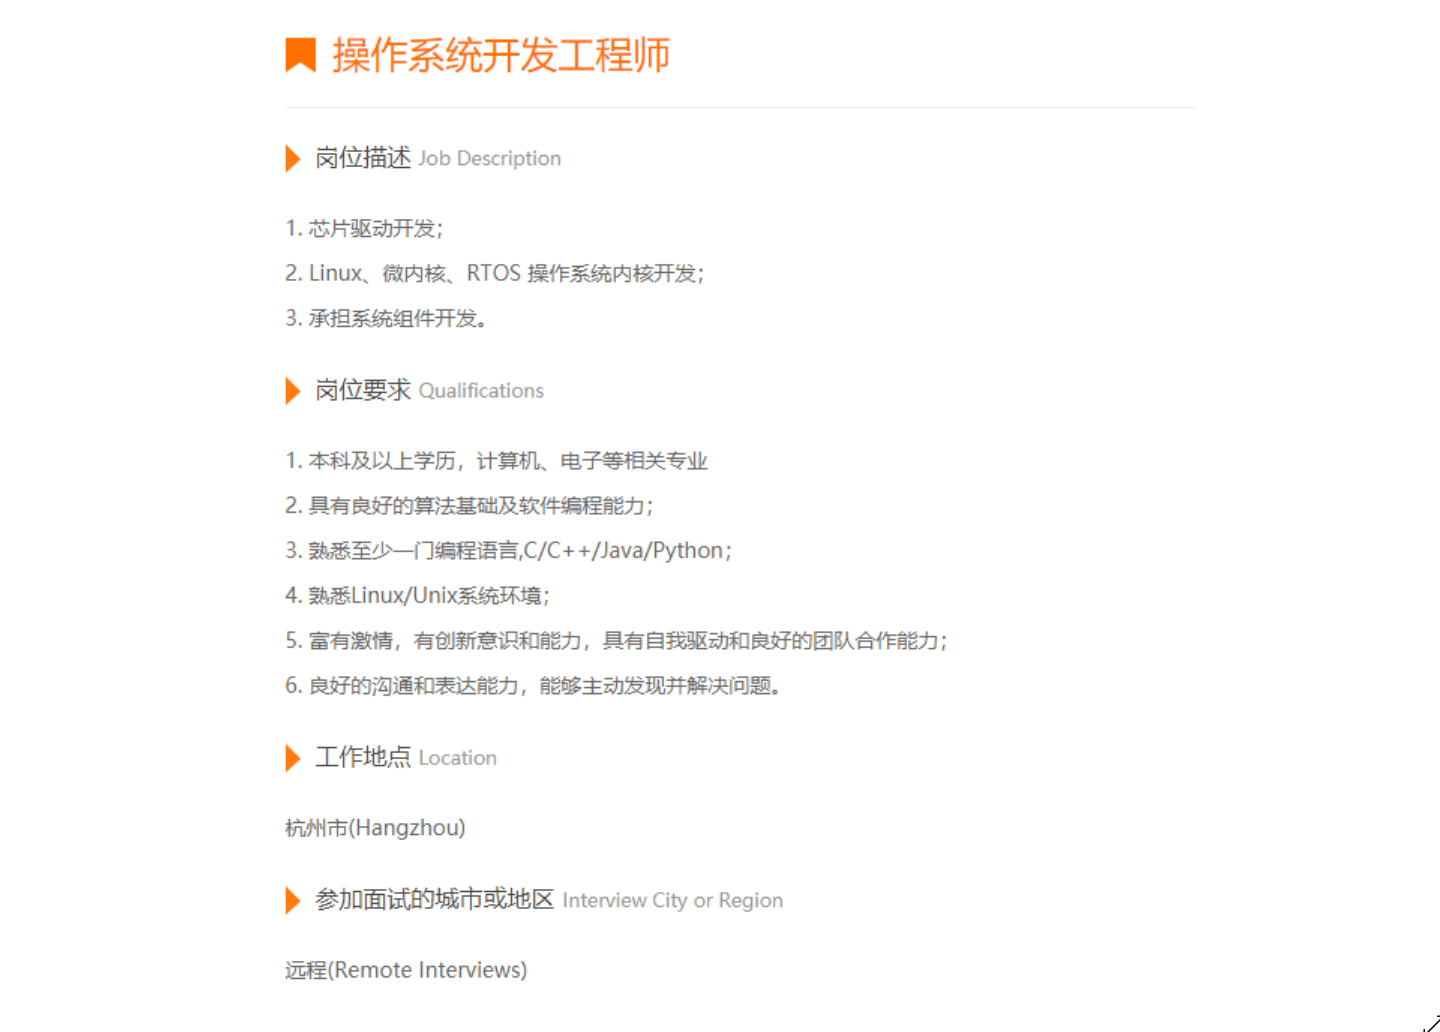 操作系统开发工程师
岗位描述 Job Description
1. 芯片驱动开发；
2. Linux、微内核、RTOS 操作系统内核开发；
3. 承担系统组件开发。
岗位要求 Qualifications
1. 本科及以上学历，计算机、电子等相关专业
2. 具有良好的算法基础及软件编程能力；
3. 熟悉至少一门编程语言,C/C++/Java/Python；
4. 熟悉Linux/Unix系统环境；
5. 富有激情，有创新意识和能力，具有自我驱动和良好的团队合作能力；
6. 良好的沟通和表达能力，能够主动发现并解决问题。
工作地点 Location
杭州市(Hangzhou)
参加面试的城市或地区 Interview City or Region
远程(Remote Interviews)